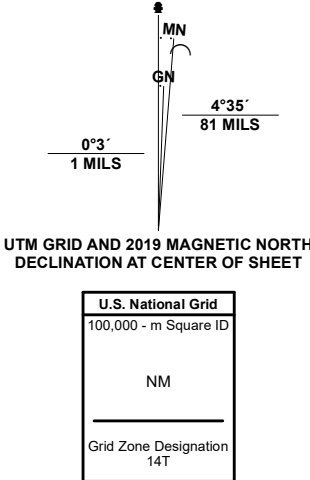 MN
GN
4°35´
81 MILS
0°3´
1 MILS
UTM GRID AND 2019 MAGNETIC NORTH
DECLINATION AT CENTER OF SHEET
U.S. National Grid
100,000 - m Square ID
NM
Grid Zone Designation
14T